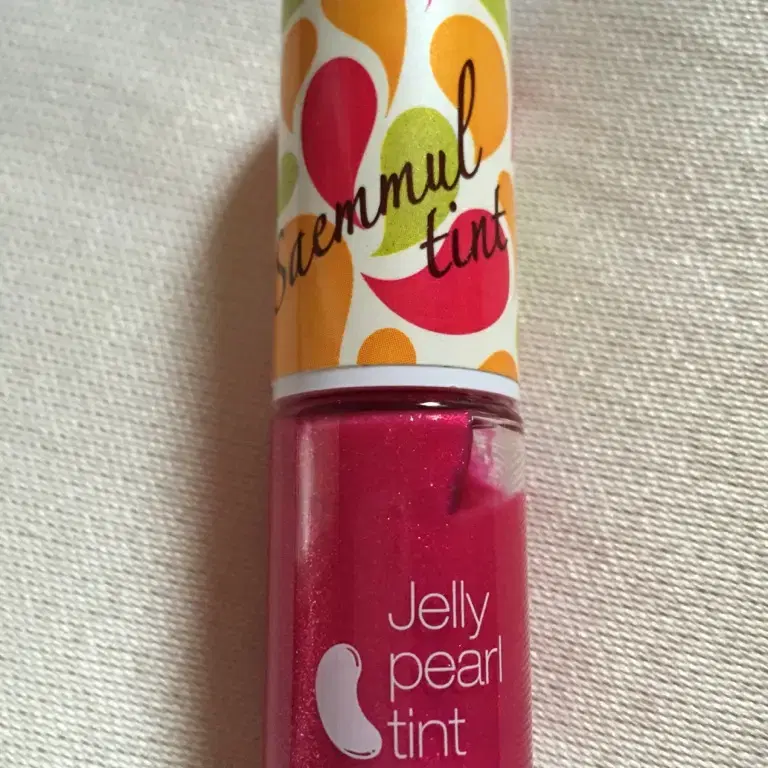 Saemmul
tint
Jelly
pearl
tint